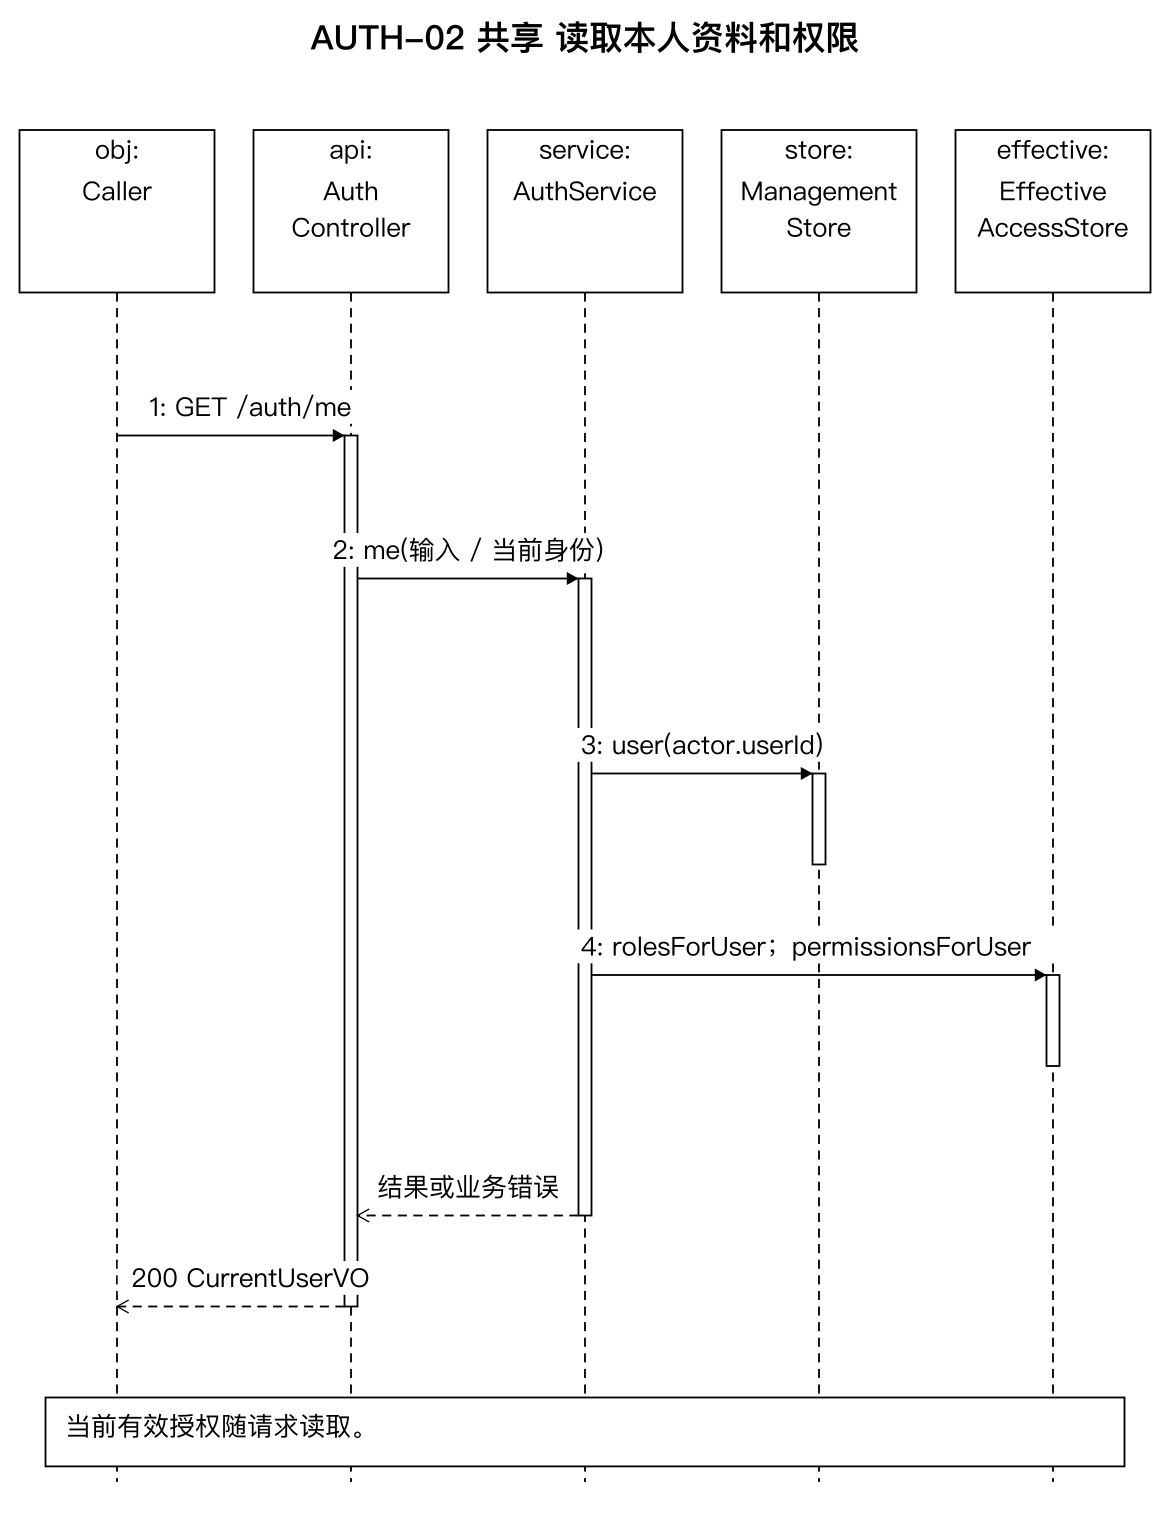 AUTH-02 共享 读取本人资料和权限
obj:
Caller
api:
Auth
Controller
service:
AuthService
store:
Management
Store
effective:
Effective
AccessStore
1: GET /auth/me
2: me(输入 / 当前身份)
3: user(actor.userId)
4: rolesForUser；permissionsForUser
结果或业务错误
200 CurrentUserVO
当前有效授权随请求读取。